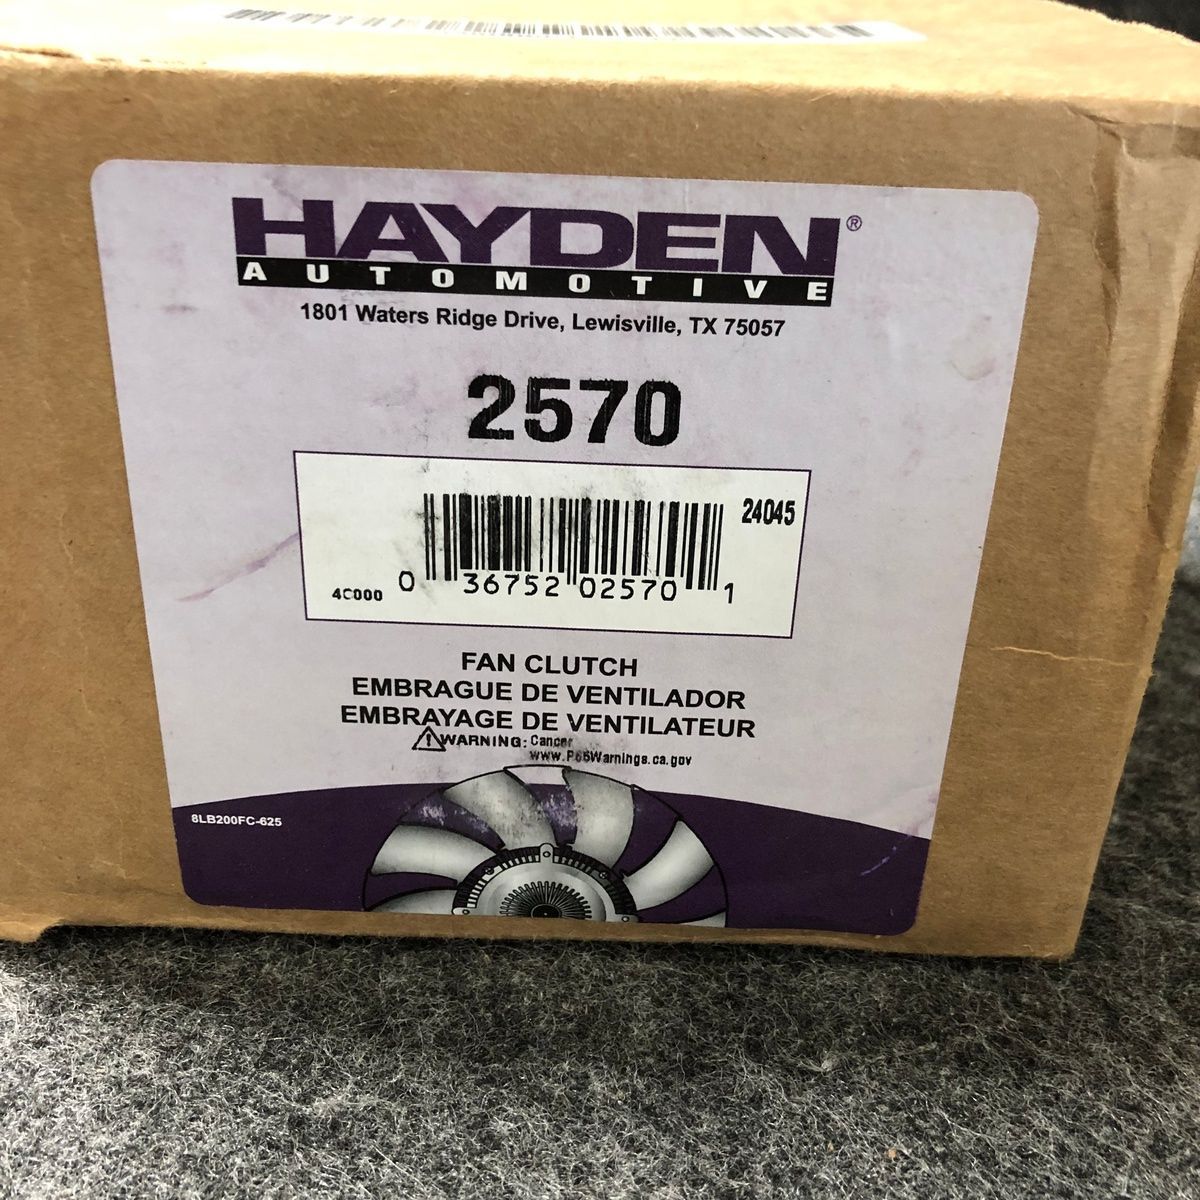 HAYDEN®
AUTOMOTIVE
1801 Waters Ridge Drive, Lewisville, TX 75057
2570
24045
4C000
0 36752 02570 1
FAN CLUTCH
EMBRAGUE DE VENTILADOR
EMBRAYAGE DE VENTILATEUR
⚠WARNING: Cancer
www.P65Warnings.ca.gov
8LB200FC-625